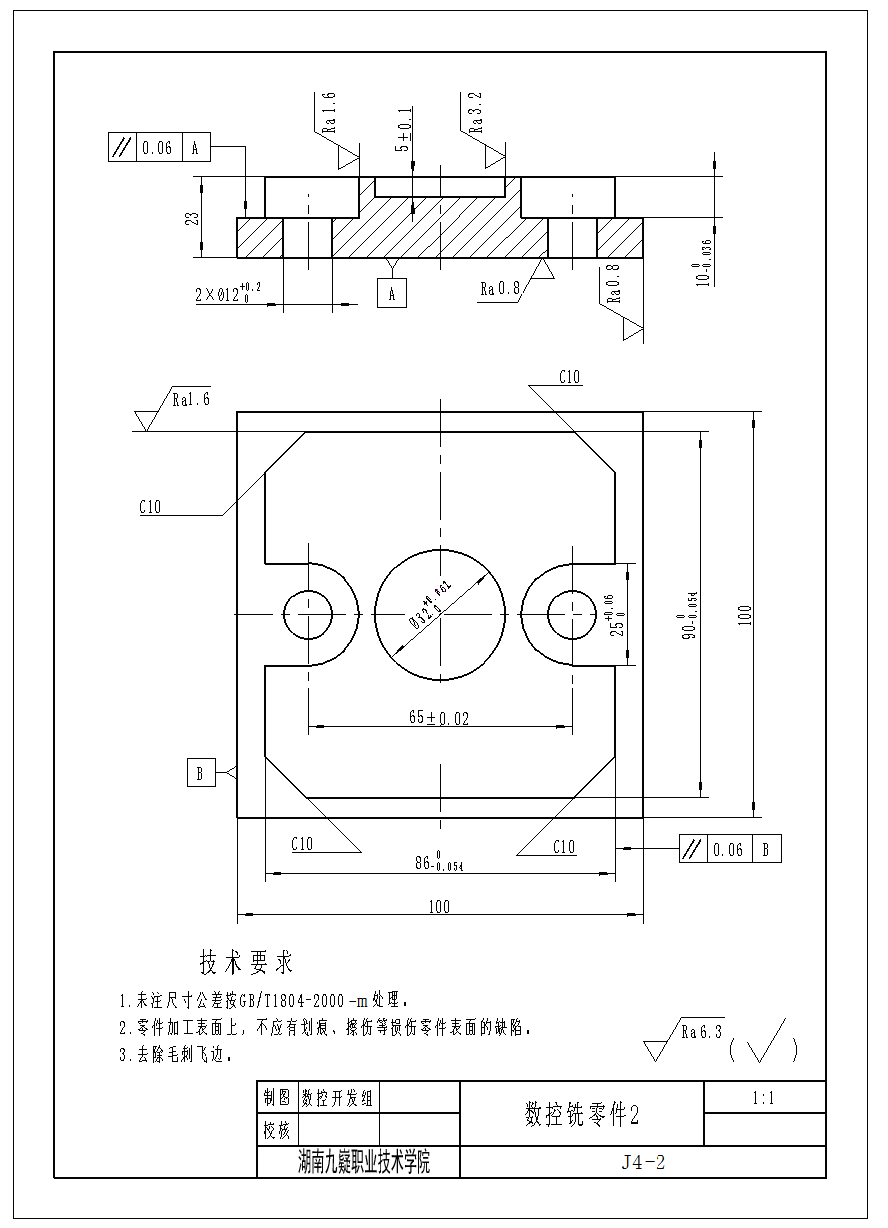 Ra1.6
5±0.1
Ra3.2
// 0.06 A
23
10 0 -0.036
2×Ø12 +0.2 0
A
Ra0.8
Ra0.8
C10
Ra1.6
C10
Ø32 +0.062 0
25 +0.06 0
90 0 -0.054
100
65±0.02
B
C10
C10
// 0.06 B
86 0 -0.054
100
技术要求
1.未注尺寸公差按GB/T1804-2000-m处理。
2.零件加工表面上，不应有划痕、擦伤等损伤零件表面的缺陷。
3.去除毛刺飞边。
Ra6.3 (√)
制图 数控开发组
数控铣零件2
1:1
校核
湖南九嶷职业技术学院
J4-2